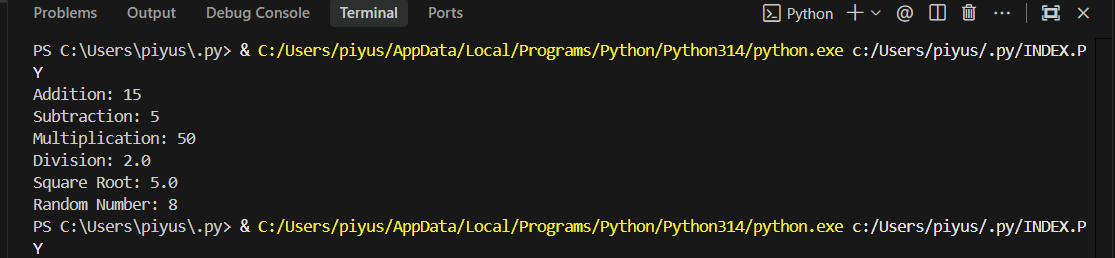 Problems Output Debug Console Terminal Ports Python
PS C:\Users\piyus\.py> & C:/Users/piyus/AppData/Local/Programs/Python/Python314/python.exe c:/Users/piyus/.py/INDEX.P
Y
Addition: 15
Subtraction: 5
Multiplication: 50
Division: 2.0
Square Root: 5.0
Random Number: 8
PS C:\Users\piyus\.py> & C:/Users/piyus/AppData/Local/Programs/Python/Python314/python.exe c:/Users/piyus/.py/INDEX.P
Y